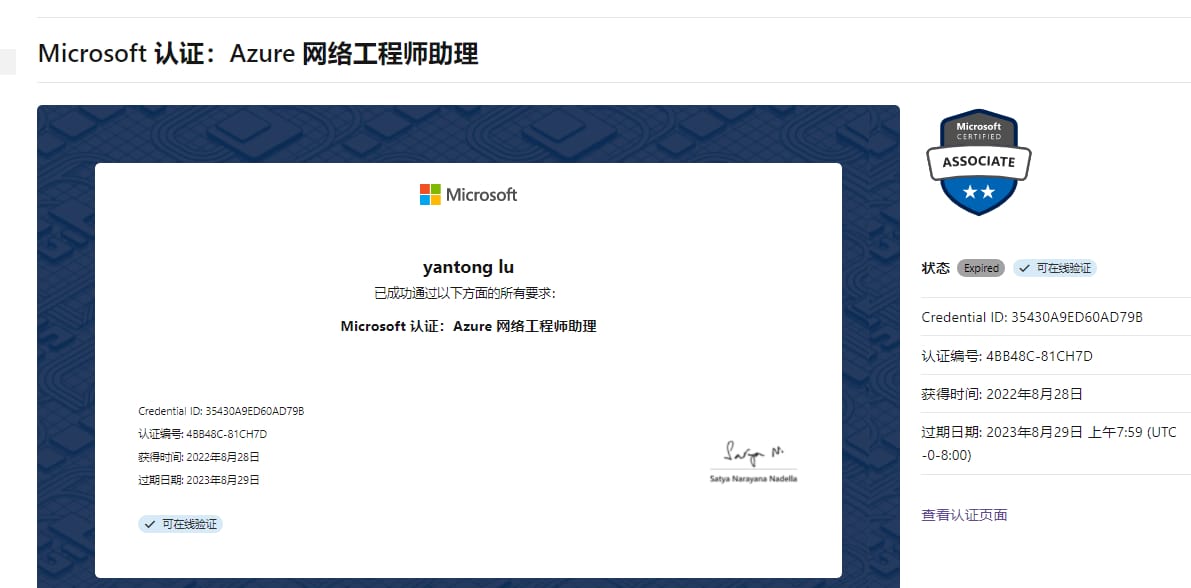 Microsoft 认证：Azure 网络工程师助理
Microsoft
yantong lu
已成功通过以下方面的所有要求：
Microsoft 认证：Azure 网络工程师助理
Credential ID: 35430A9ED60AD79B
认证编号: 4BB48C-81CH7D
获得时间: 2022年8月28日
过期日期: 2023年8月29日
可在线验证
Satya N.
Satya Narayana Nadella
Microsoft
CERTIFIED
ASSOCIATE
状态 Expired 可在线验证
Credential ID: 35430A9ED60AD79B
认证编号: 4BB48C-81CH7D
获得时间: 2022年8月28日
过期日期: 2023年8月29日 上午7:59 (UTC
-0-8:00)
查看认证页面